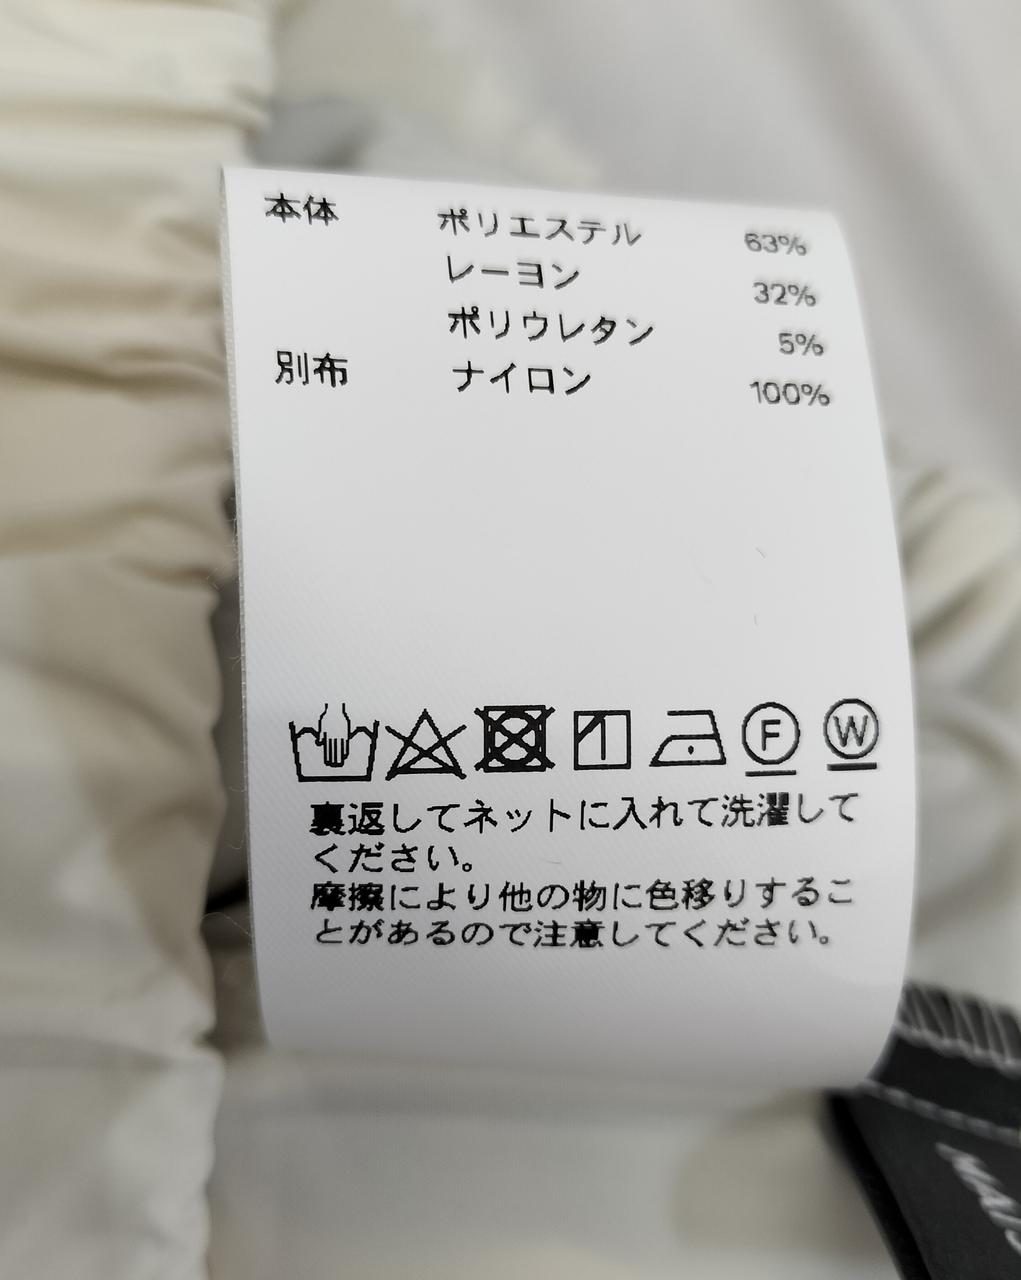 本体 ポリエステル 63%
レーヨン 32%
ポリウレタン 5%
別布 ナイロン 100%
F W
裏返してネットに入れて洗濯して
ください。
摩擦により他の物に色移りするこ
とがあるので注意してください。